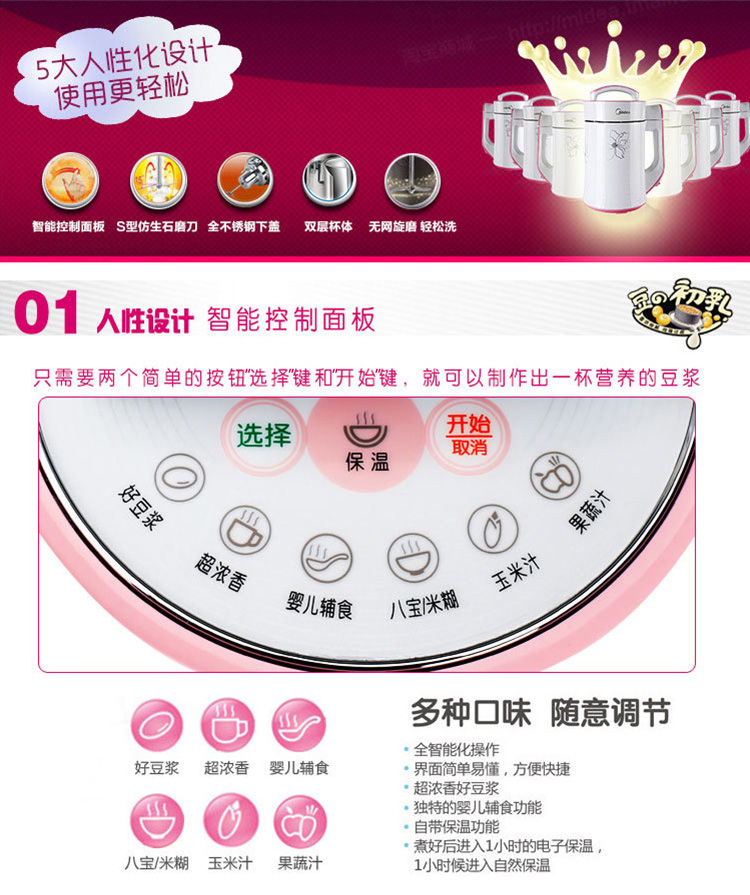 5大人性化设计
使用更轻松
智能控制面板 S型仿生石磨刀 全不锈钢下盖 双层杯体 无网旋磨 轻松洗
01 人性设计 智能控制面板
豆の初乳
只需要两个简单的按钮"选择"键和"开始"键，就可以制作出一杯营养的豆浆
选择
保温
开始
取消
好豆浆
超浓香
婴儿辅食
八宝/米糊
玉米汁
果蔬汁
好豆浆 超浓香 婴儿辅食
八宝/米糊 玉米汁 果蔬汁
多种口味 随意调节
• 全智能化操作
• 界面简单易懂，方便快捷
• 超浓香好豆浆
• 独特的婴儿辅食功能
• 自带保温功能
• 煮好后进入1小时的电子保温，
1小时候进入自然保温